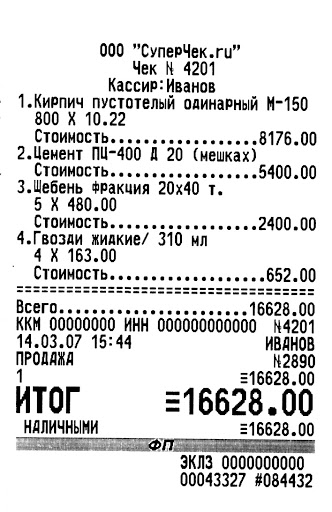 ООО "СуперЧек.ru"
Чек № 4201
Кассир:Иванов
1.Кирпич пустотелый одинарный М-150
800 X 10.22
Стоимость.....................8176.00
2.Цемент ПЦ-400 Д 20 (мешках)
Стоимость.....................5400.00
3.Щебень фракция 20х40 т.
5 X 480.00
Стоимость.....................2400.00
4.Гвозди жидкие/ 310 мл
4 X 163.00
Стоимость......................652.00
====================================
Всего........................16628.00
ККМ 00000000 ИНН 000000000000 №4201
14.03.07 15:44 ИВАНОВ
ПРОДАЖА №2890
1 ≡16628.00
ИТОГ ≡16628.00
НАЛИЧНЫМИ ≡16628.00
ФП
ЭКЛЗ 0000000000
00043327 #084432